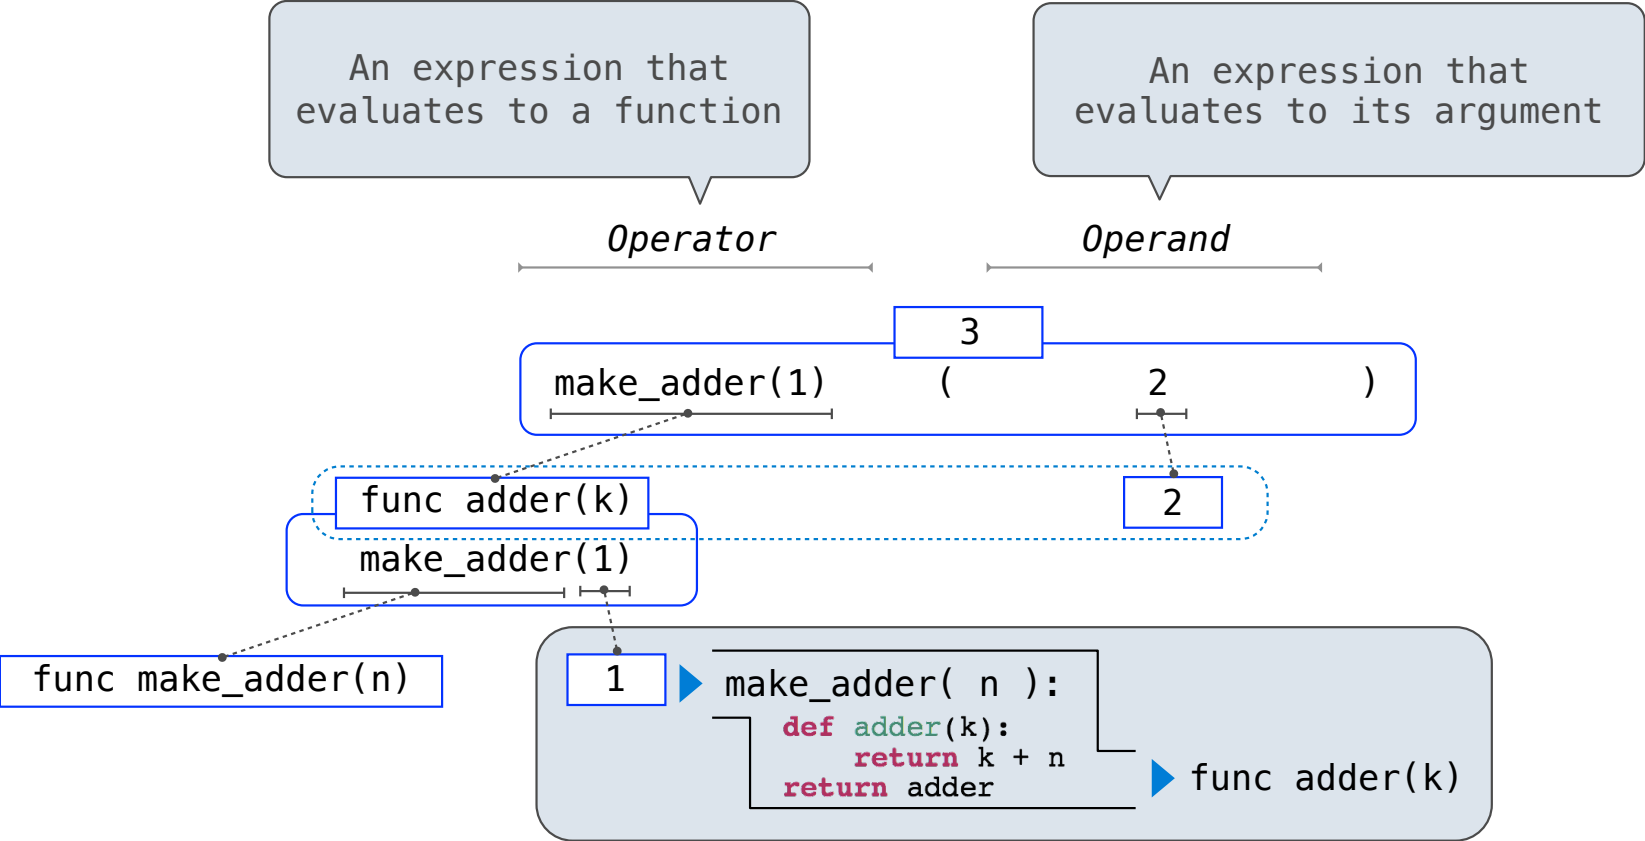 An expression that
evaluates to a function
An expression that
evaluates to its argument
Operator
Operand
3
make_adder(1) ( 2 )
func adder(k)
2
make_adder(1)
func make_adder(n)
1
make_adder( n ):
def adder(k):
return k + n
return adder
func adder(k)